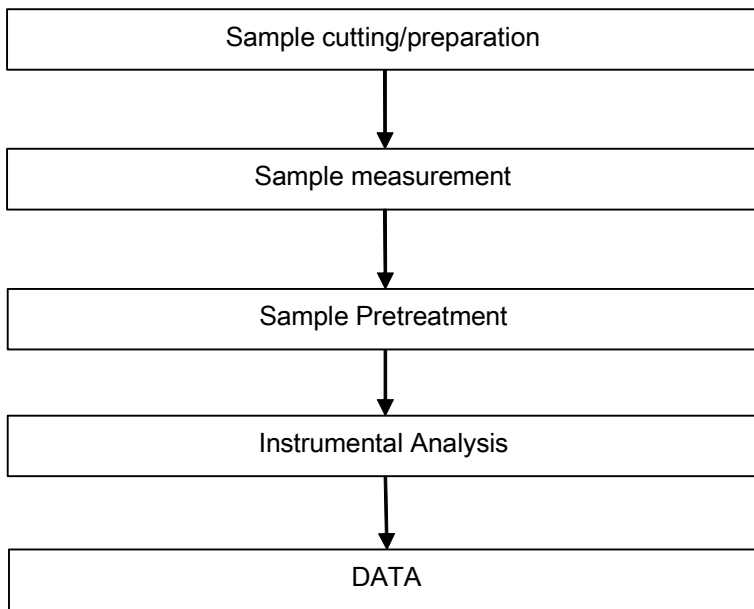 Sample cutting/preparation
Sample measurement
Sample Pretreatment
Instrumental Analysis
DATA